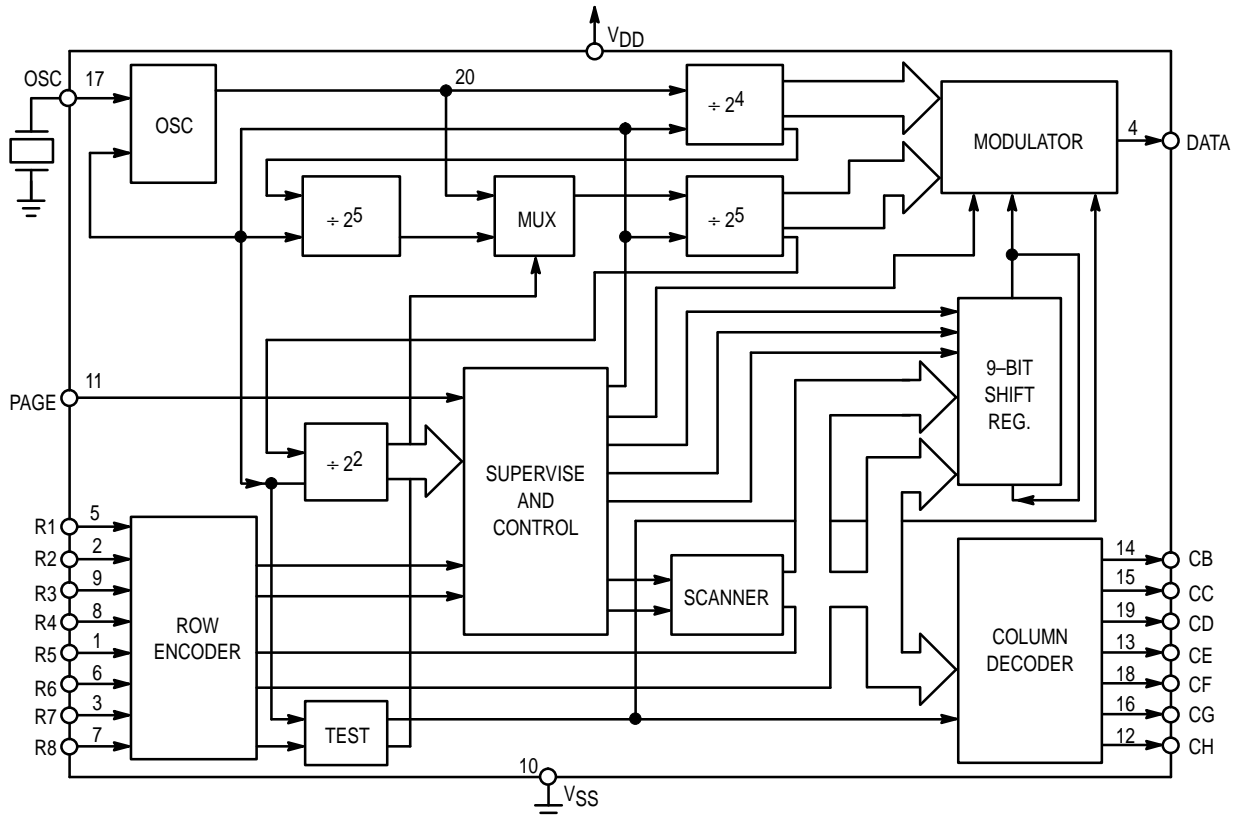 VDD
OSC 17
20
OSC
÷ 2⁴
MODULATOR
4
DATA
÷ 2⁵
MUX
÷ 2⁵
11
PAGE
9–BIT
SHIFT
REG.
÷ 2²
SUPERVISE
AND
CONTROL
R1 5
R2 2
R3 9
R4 8
R5 1
R6 6
R7 3
R8 7
ROW
ENCODER
SCANNER
TEST
COLUMN
DECODER
14 CB
15 CC
19 CD
13 CE
18 CF
16 CG
12 CH
10
VSS